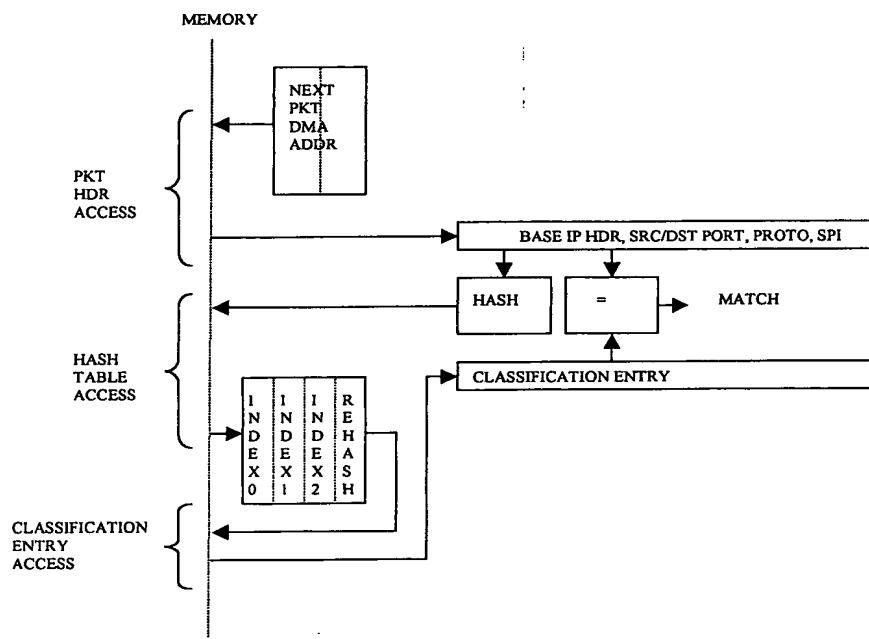 MEMORY
NEXT
PKT
DMA
ADDR
PKT
HDR
ACCESS
BASE IP HDR, SRC/DST PORT, PROTO, SPI
HASH
=
MATCH
HASH
TABLE
ACCESS
CLASSIFICATION ENTRY
INDEX0
INDEX1
INDEX2
REHASH
CLASSIFICATION
ENTRY
ACCESS